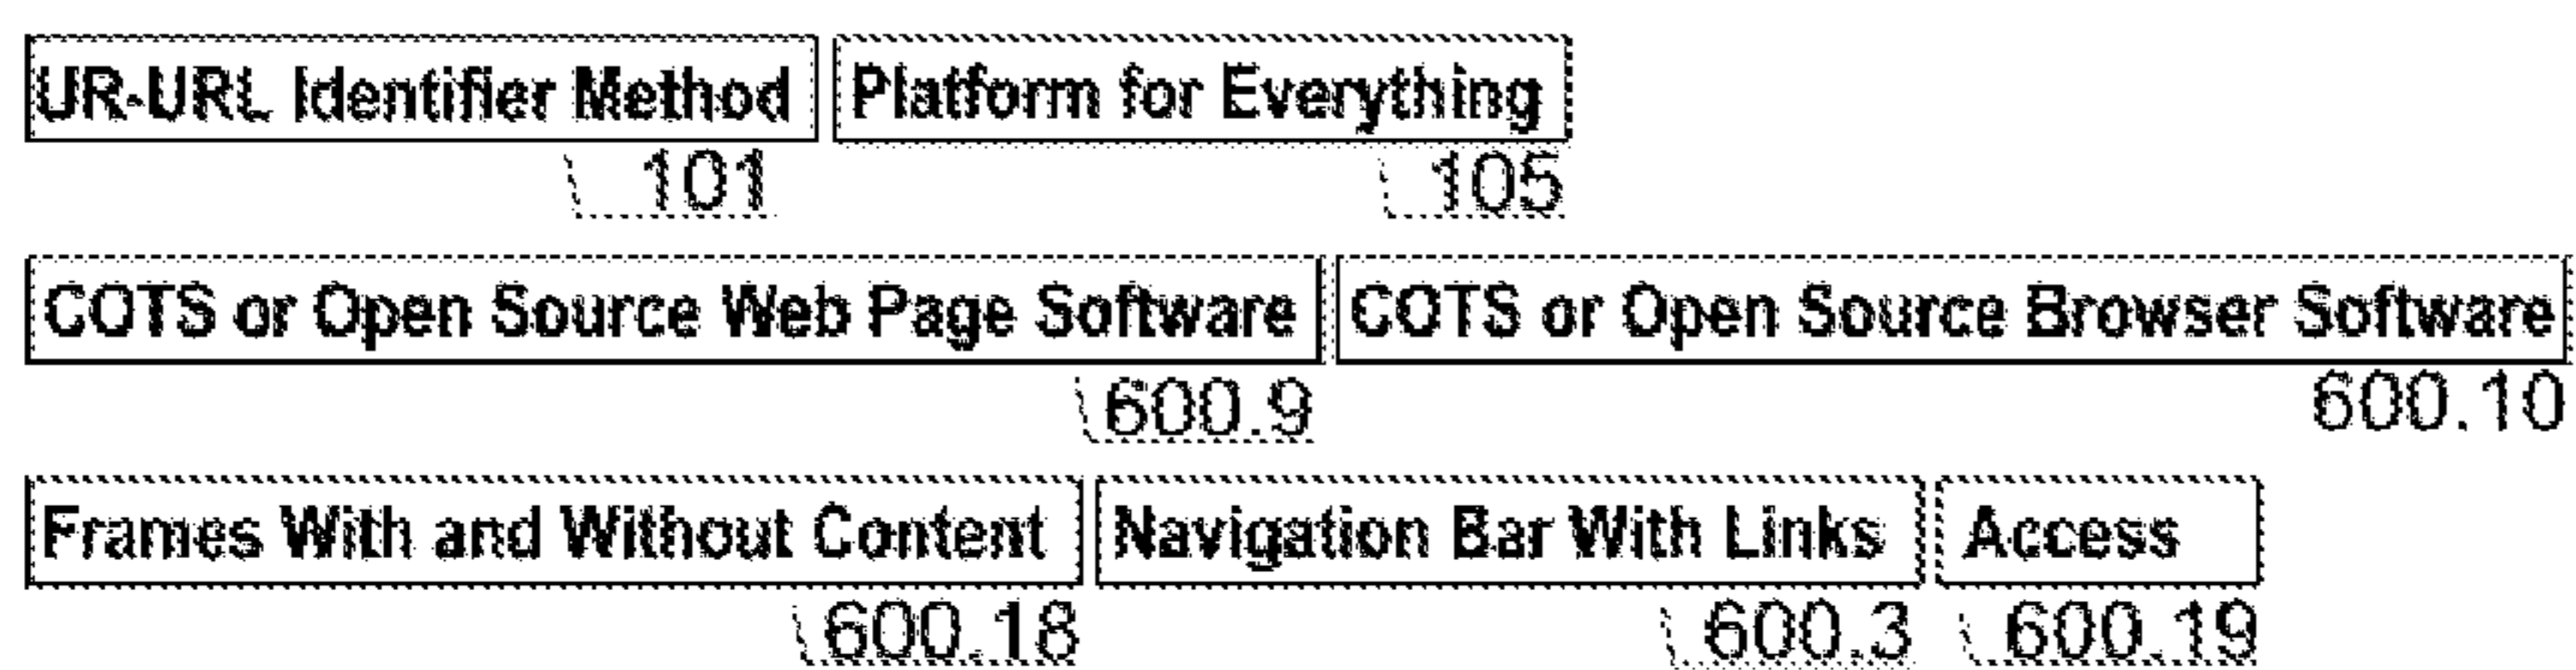 UR-URL Identifier Method Platform for Everything
101 105
COTS or Open Source Web Page Software COTS or Open Source Browser Software
600.9 600.10
Frames With and Without Content Navigation Bar With Links Access
600.18 600.3 600.19